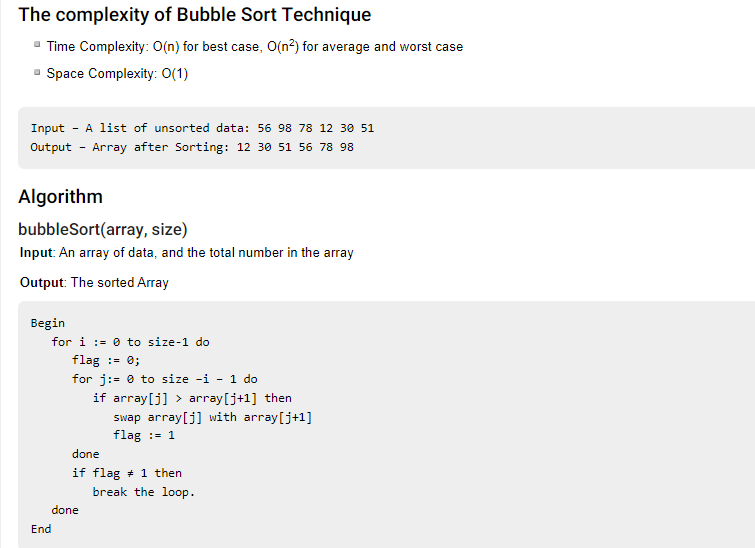 The complexity of Bubble Sort Technique
Time Complexity: O(n) for best case, O(n²) for average and worst case
Space Complexity: O(1)
Input − A list of unsorted data: 56 98 78 12 30 51
Output − Array after Sorting: 12 30 51 56 78 98
Algorithm
bubbleSort(array, size)
Input: An array of data, and the total number in the array
Output: The sorted Array
Begin
   for i := 0 to size-1 do
      flag := 0;
      for j:= 0 to size –i – 1 do
         if array[j] > array[j+1] then
            swap array[j] with array[j+1]
            flag := 1
      done
      if flag ≠ 1 then
         break the loop.
   done
End